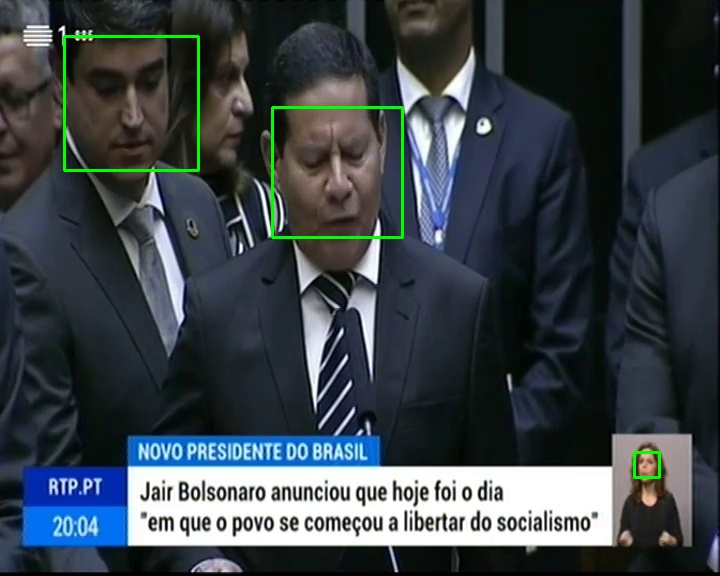 1
NOVO PRESIDENTE DO BRASIL
RTP.PT
Jair Bolsonaro anunciou que hoje foi o dia
20:04
"em que o povo se começou a libertar do socialismo"